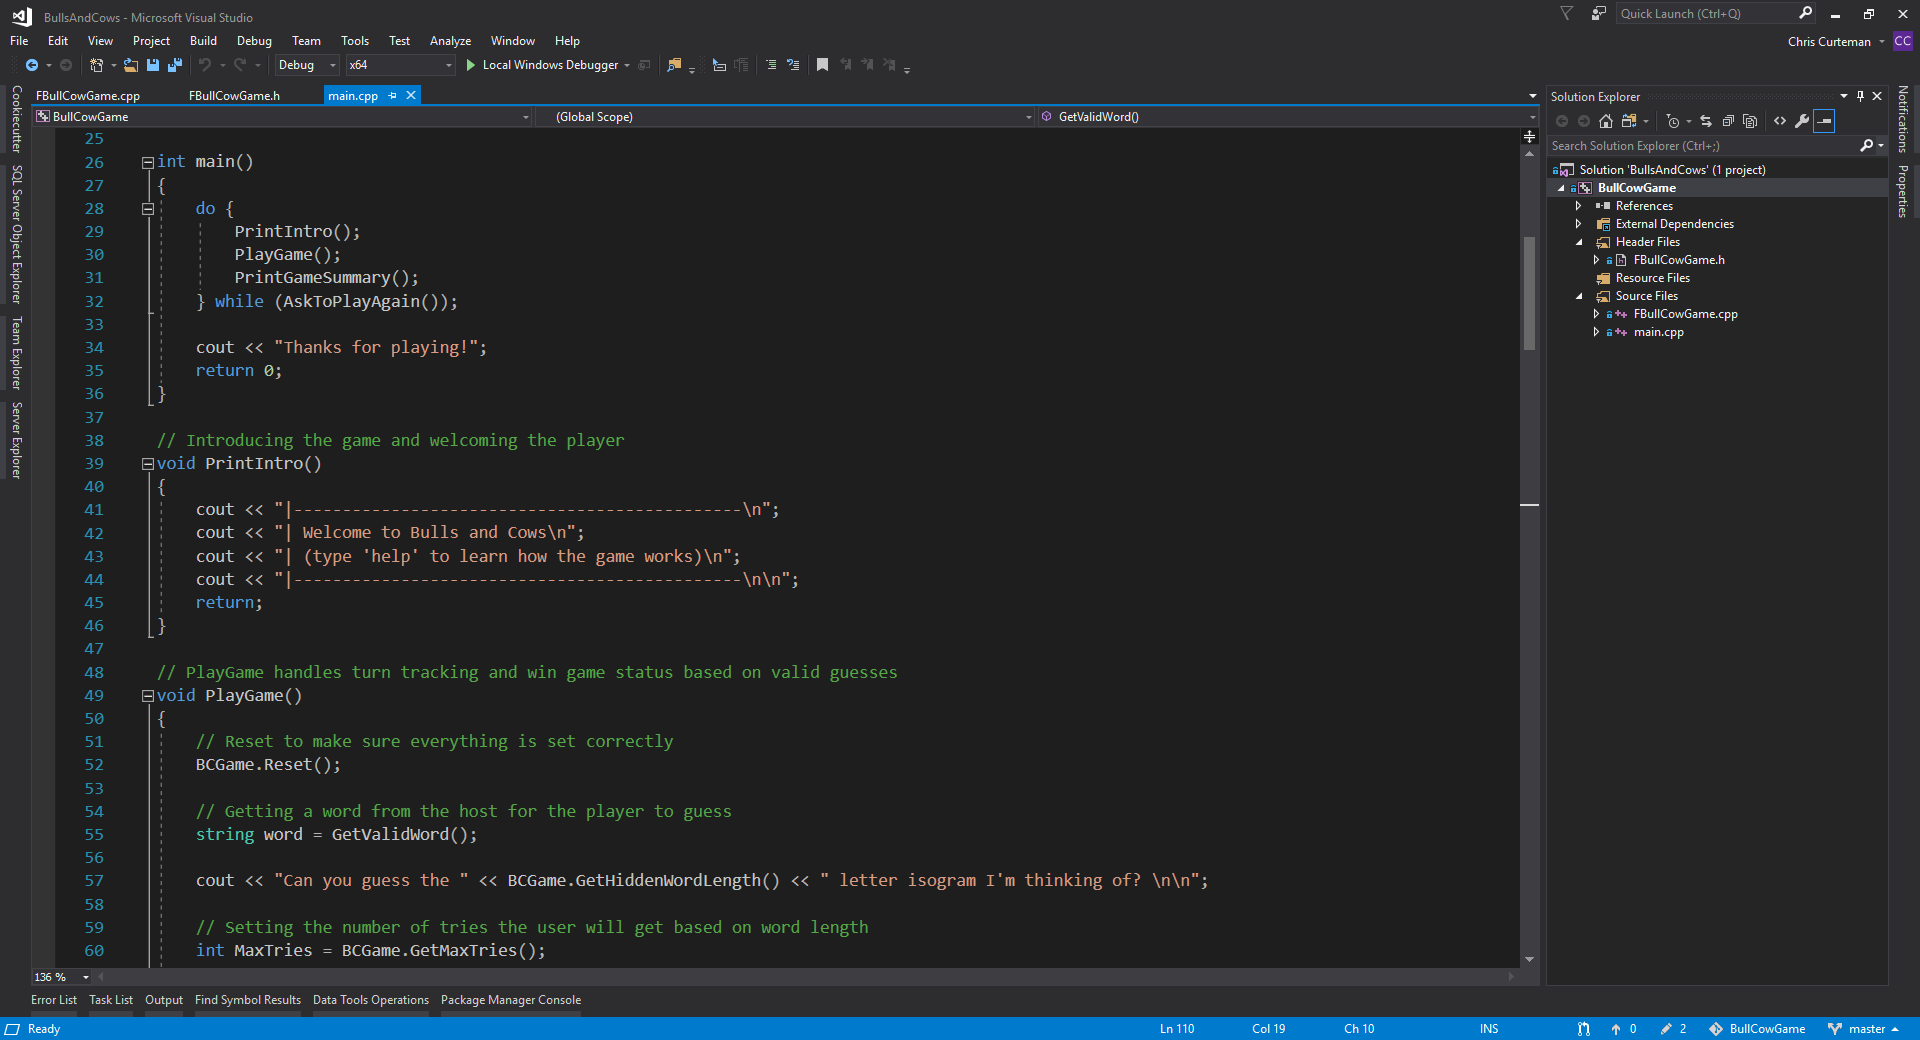 BullsAndCows - Microsoft Visual Studio
Quick Launch (Ctrl+Q)
File Edit View Project Build Debug Team Tools Test Analyze Window Help
Chris Curteman CC
Debug x64 Local Windows Debugger
FBullCowGame.cpp FBullCowGame.h main.cpp
BullCowGame (Global Scope) GetValidWord()
Cookiecutter
SQL Server Object Explorer
Team Explorer
Server Explorer
25
26 int main()
27 {
28 do {
29 PrintIntro();
30 PlayGame();
31 PrintGameSummary();
32 } while (AskToPlayAgain());
33
34 cout << "Thanks for playing!";
35 return 0;
36 }
37
38 // Introducing the game and welcoming the player
39 void PrintIntro()
40 {
41 cout << "|----------------------------------------------\n";
42 cout << "| Welcome to Bulls and Cows\n";
43 cout << "| (type 'help' to learn how the game works)\n";
44 cout << "|----------------------------------------------\n\n";
45 return;
46 }
47
48 // PlayGame handles turn tracking and win game status based on valid guesses
49 void PlayGame()
50 {
51 // Reset to make sure everything is set correctly
52 BCGame.Reset();
53
54 // Getting a word from the host for the player to guess
55 string word = GetValidWord();
56
57 cout << "Can you guess the " << BCGame.GetHiddenWordLength() << " letter isogram I'm thinking of? \n\n";
58
59 // Setting the number of tries the user will get based on word length
60 int MaxTries = BCGame.GetMaxTries();
136 %
Solution Explorer
Search Solution Explorer (Ctrl+;)
Solution 'BullsAndCows' (1 project)
BullCowGame
References
External Dependencies
Header Files
FBullCowGame.h
Resource Files
Source Files
FBullCowGame.cpp
main.cpp
Notifications
Properties
Error List Task List Output Find Symbol Results Data Tools Operations Package Manager Console
Ready Ln 110 Col 19 Ch 10 INS 0 2 BullCowGame master